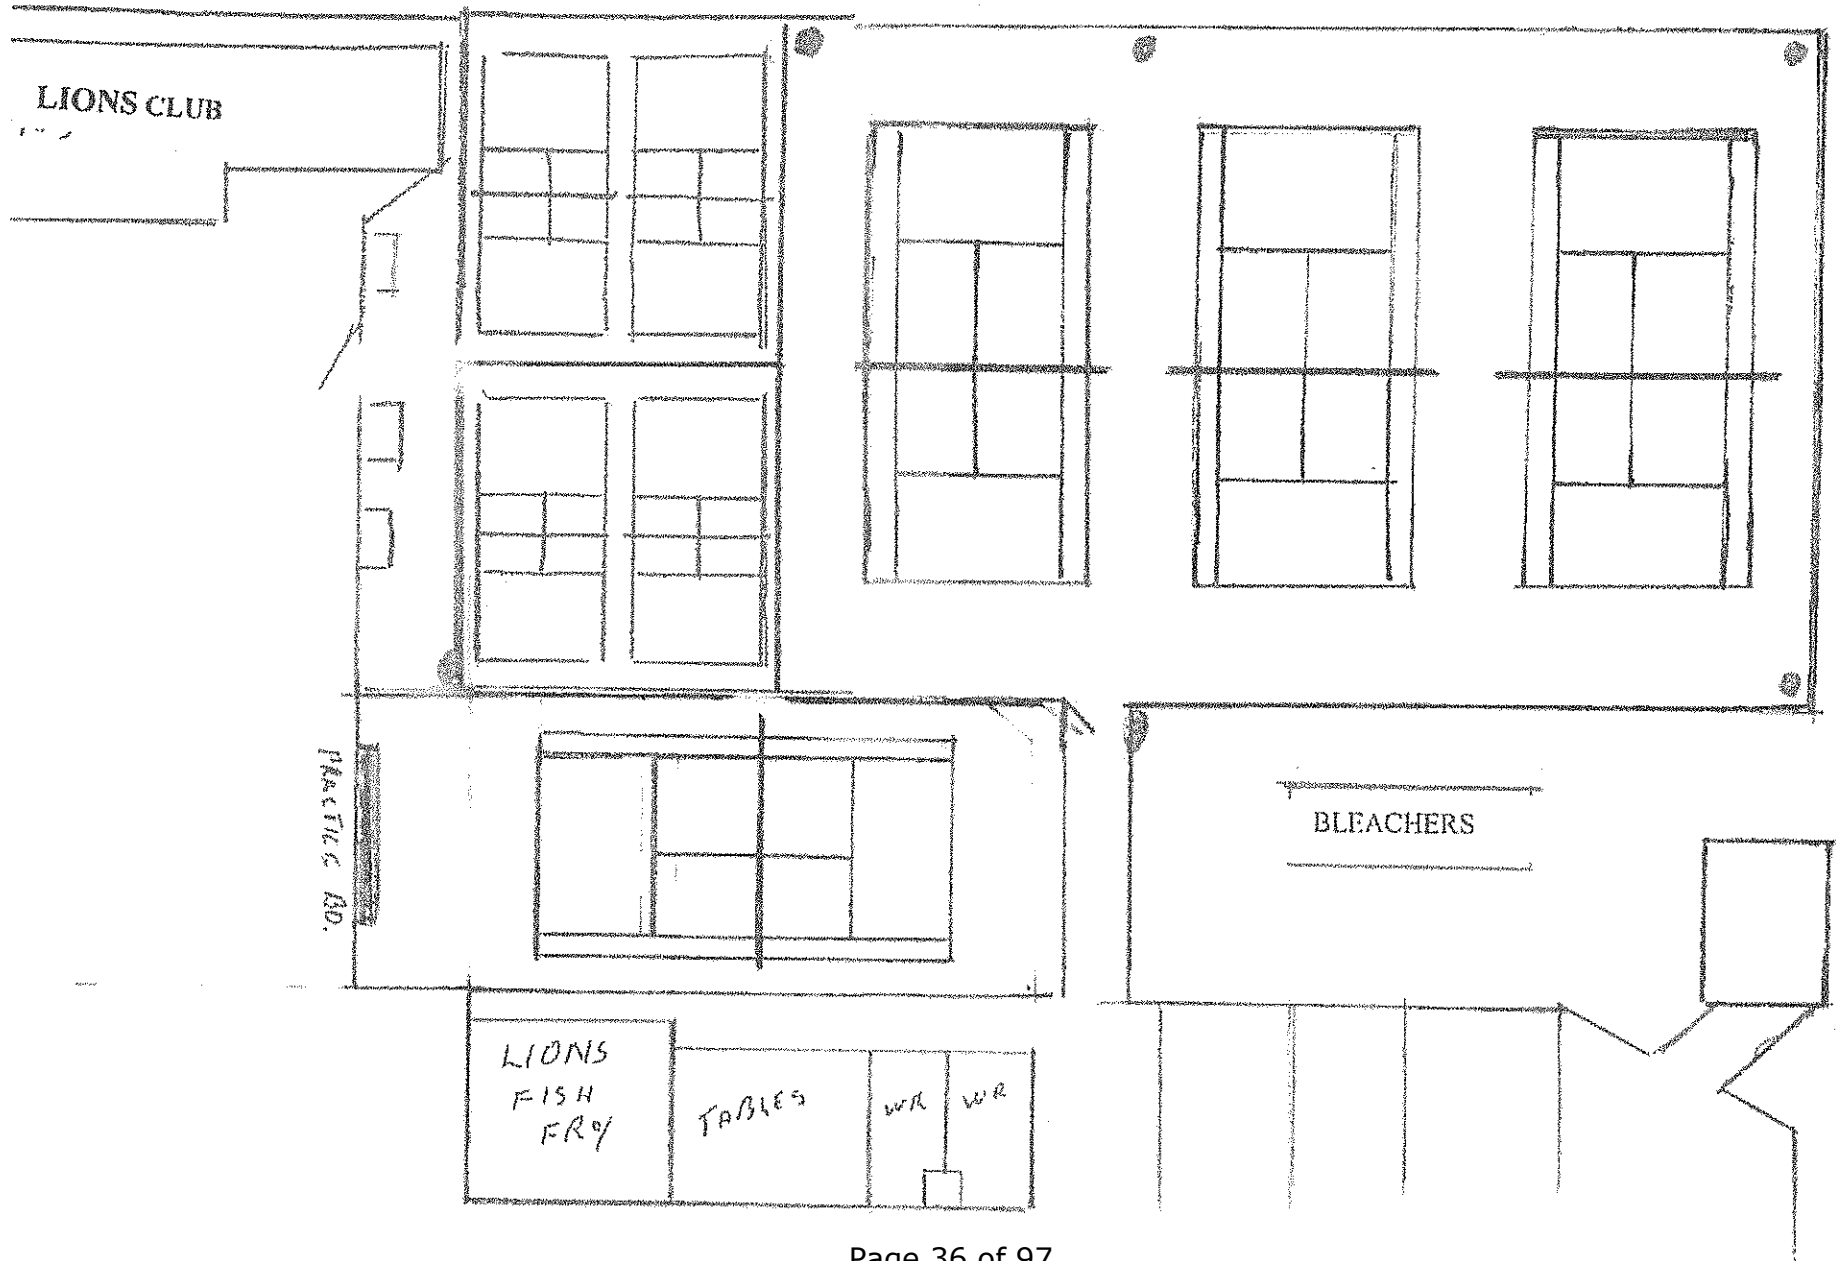 LIONS CLUB
BLEACHERS
PRACTICE BD.
LIONS
FISH
FRY
TABLES
WR
WR
Page 36 of 97